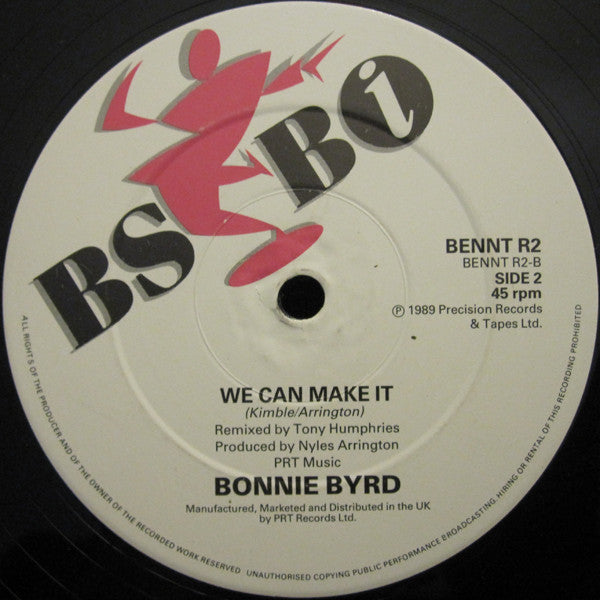 BS Bi
BENNT R2
BENNT R2-B
SIDE 2
45 rpm
Ⓟ 1989 Precision Records
& Tapes Ltd.
WE CAN MAKE IT
(Kimble/Arrington)
Remixed by Tony Humphries
Produced by Nyles Arrington
PRT Music
BONNIE BYRD
Manufactured, Marketed and Distributed in the UK
by PRT Records Ltd.
ALL RIGHTS OF THE PRODUCER AND OF THE OWNER OF THE RECORDED WORK RESERVED UNAUTHORISED COPYING PUBLIC PERFORMANCE BROADCASTING, HIRING OR RENTAL OF THIS RECORDING PROHIBITED